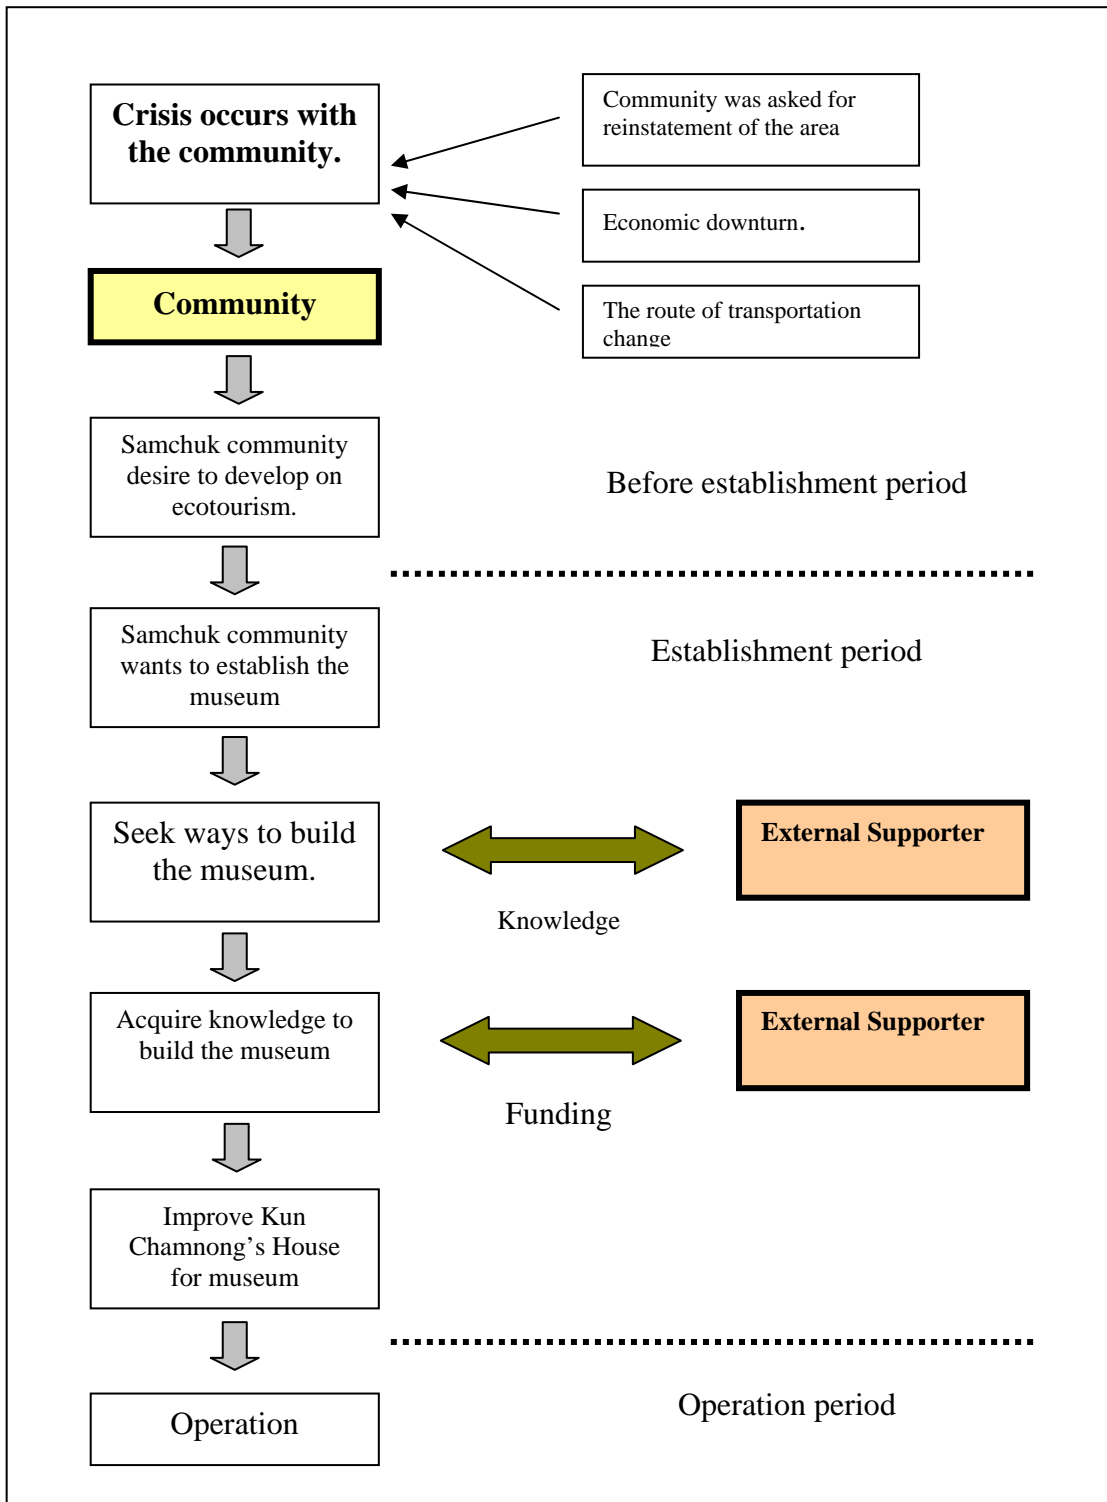 Crisis occurs with
the community.
Community was asked for
reinstatement of the area
Economic downturn.
The route of transportation
change
Community
Samchuk community
desire to develop on
ecotourism.
Before establishment period
Samchuk community
wants to establish the
museum
Establishment period
Seek ways to build
the museum.
Knowledge
External Supporter
Acquire knowledge to
build the museum
Funding
External Supporter
Improve Kun
Chamnong’s House
for museum
Operation
Operation period